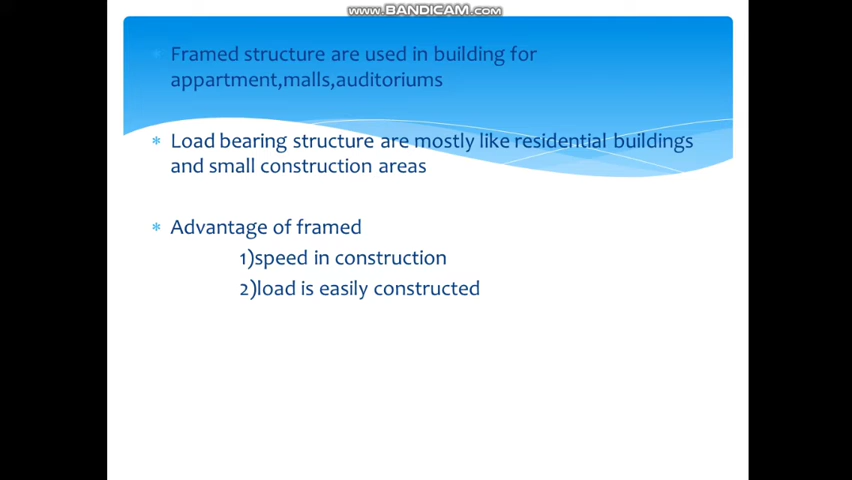 www.BANDICAM.com
* Framed structure are used in building for
appartment,malls,auditoriums
* Load bearing structure are mostly like residential buildings
and small construction areas
* Advantage of framed
1)speed in construction
2)load is easily constructed